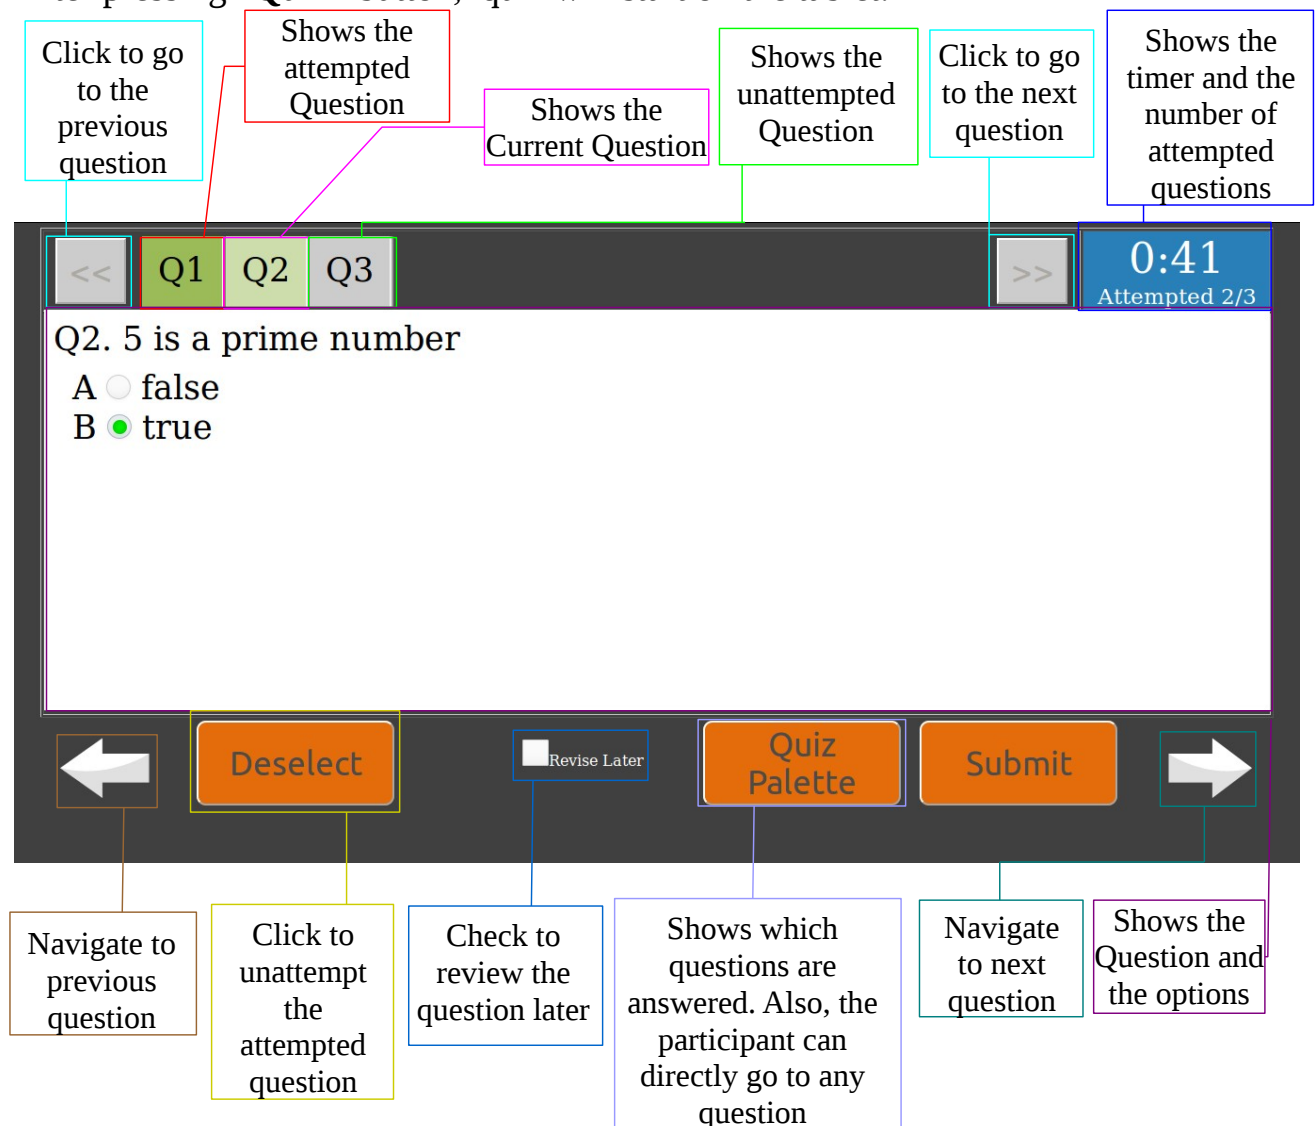 Click to go
to the
previous
question
Shows the
attempted
Question
Shows the
Current Question
Shows the
unattempted
Question
Click to go
to the next
question
Shows the
timer and the
number of
attempted
questions
<< Q1 Q2 Q3 >> 0:41
Attempted 2/3
Q2. 5 is a prime number
A false
B true
Deselect
Revise Later
Quiz
Palette
Submit
Navigate to
previous
question
Click to
unattempt
the
attempted
question
Check to
review the
question later
Shows which
questions are
answered. Also, the
participant can
directly go to any
question
Navigate
to next
question
Shows the
Question and
the options